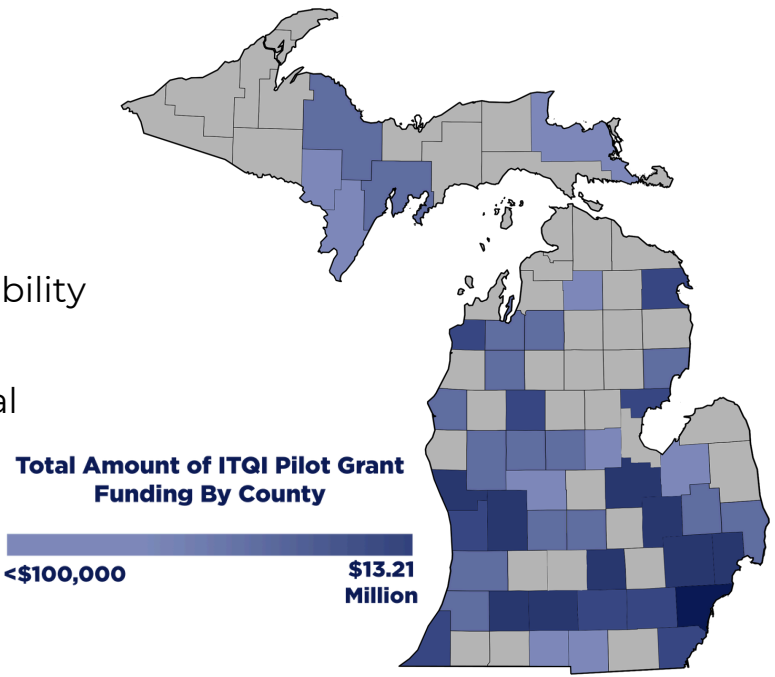 bility
al
Total Amount of ITQI Pilot Grant
Funding By County
<$100,000
$13.21
Million